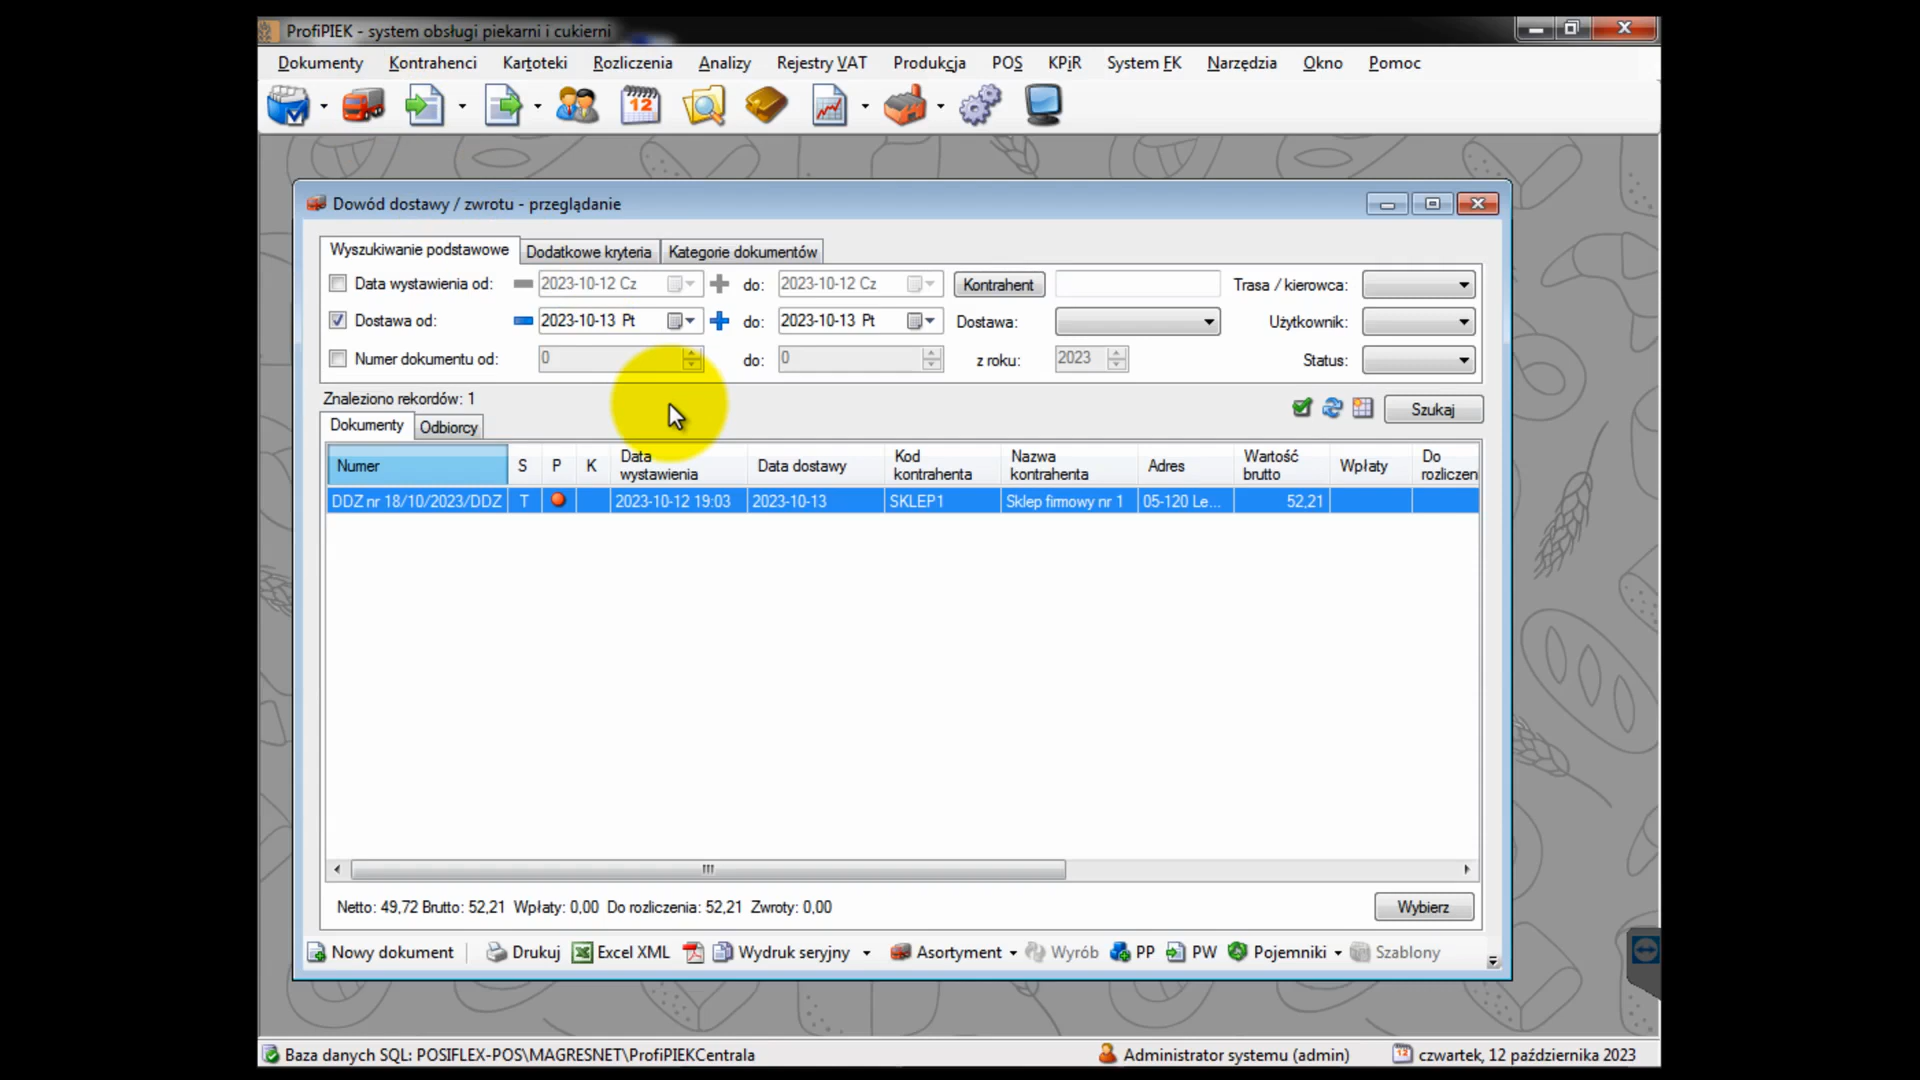 ProfiPIEK - system obsługi piekarni i cukierni
Dokumenty Kontrahenci Kartoteki Rozliczenia Analizy Rejestry VAT Produkcja POS KPiR System FK Narzędzia Okno Pomoc
12
Dowód dostawy / zwrotu - przeglądanie
Wyszukiwanie podstawowe Dodatkowe kryteria Kategorie dokumentów
Data wystawienia od: 2023-10-12 Cz do: 2023-10-12 Cz Kontrahent Trasa / kierowca:
Dostawa od: 2023-10-13 Pt do: 2023-10-13 Pt Dostawa: Użytkownik:
Numer dokumentu od: 0 do: 0 z roku: 2023 Status:
Znaleziono rekordów: 1
Szukaj
Dokumenty Odbiorcy
Numer S P K Data wystawienia Data dostawy Kod kontrahenta Nazwa kontrahenta Adres Wartość brutto Wpłaty Do rozliczen
DDZ nr 18/10/2023/DDZ T 2023-10-12 19:03 2023-10-13 SKLEP1 Sklep firmowy nr 1 05-120 Le... 52,21
Netto: 49,72 Brutto: 52,21 Wpłaty: 0,00 Do rozliczenia: 52,21 Zwroty: 0,00
Wybierz
Nowy dokument Drukuj Excel XML Wydruk seryjny Asortyment Wyrób PP PW Pojemniki Szablony
Baza danych SQL: POSIFLEX-POS\MAGRESNET\ProfiPIEKCentrala Administrator systemu (admin) czwartek, 12 października 2023